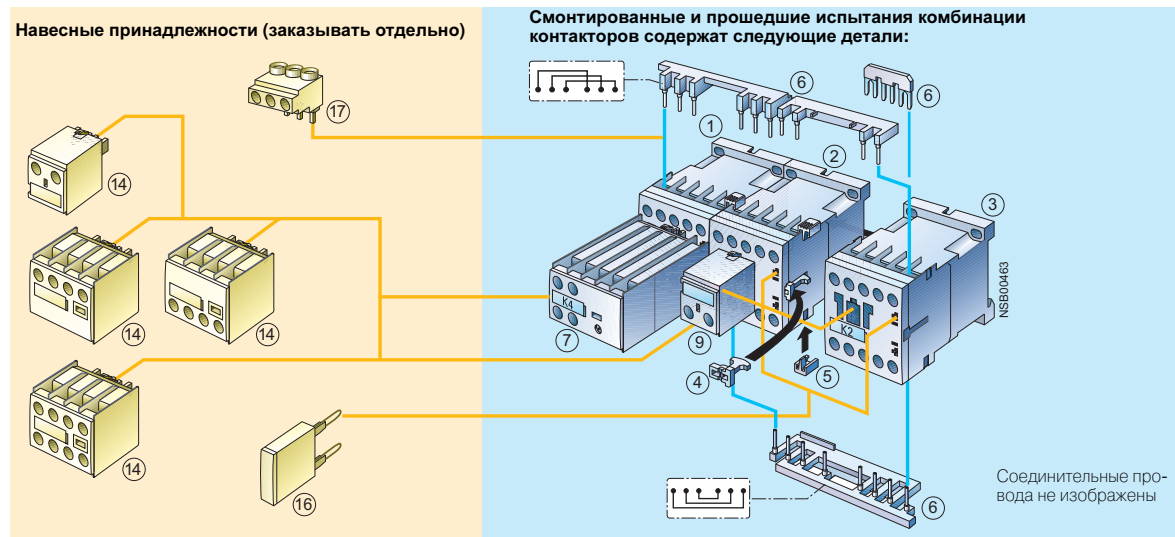 Навесные принадлежности (заказывать отдельно)
Смонтированные и прошедшие испытания комбинации
контакторов содержат следующие детали:
17
6
6
1
2
14
3
NSB00463
14
14
K4
K2
7
9
4
5
14
16
6
Соединительные про-
вода не изображены